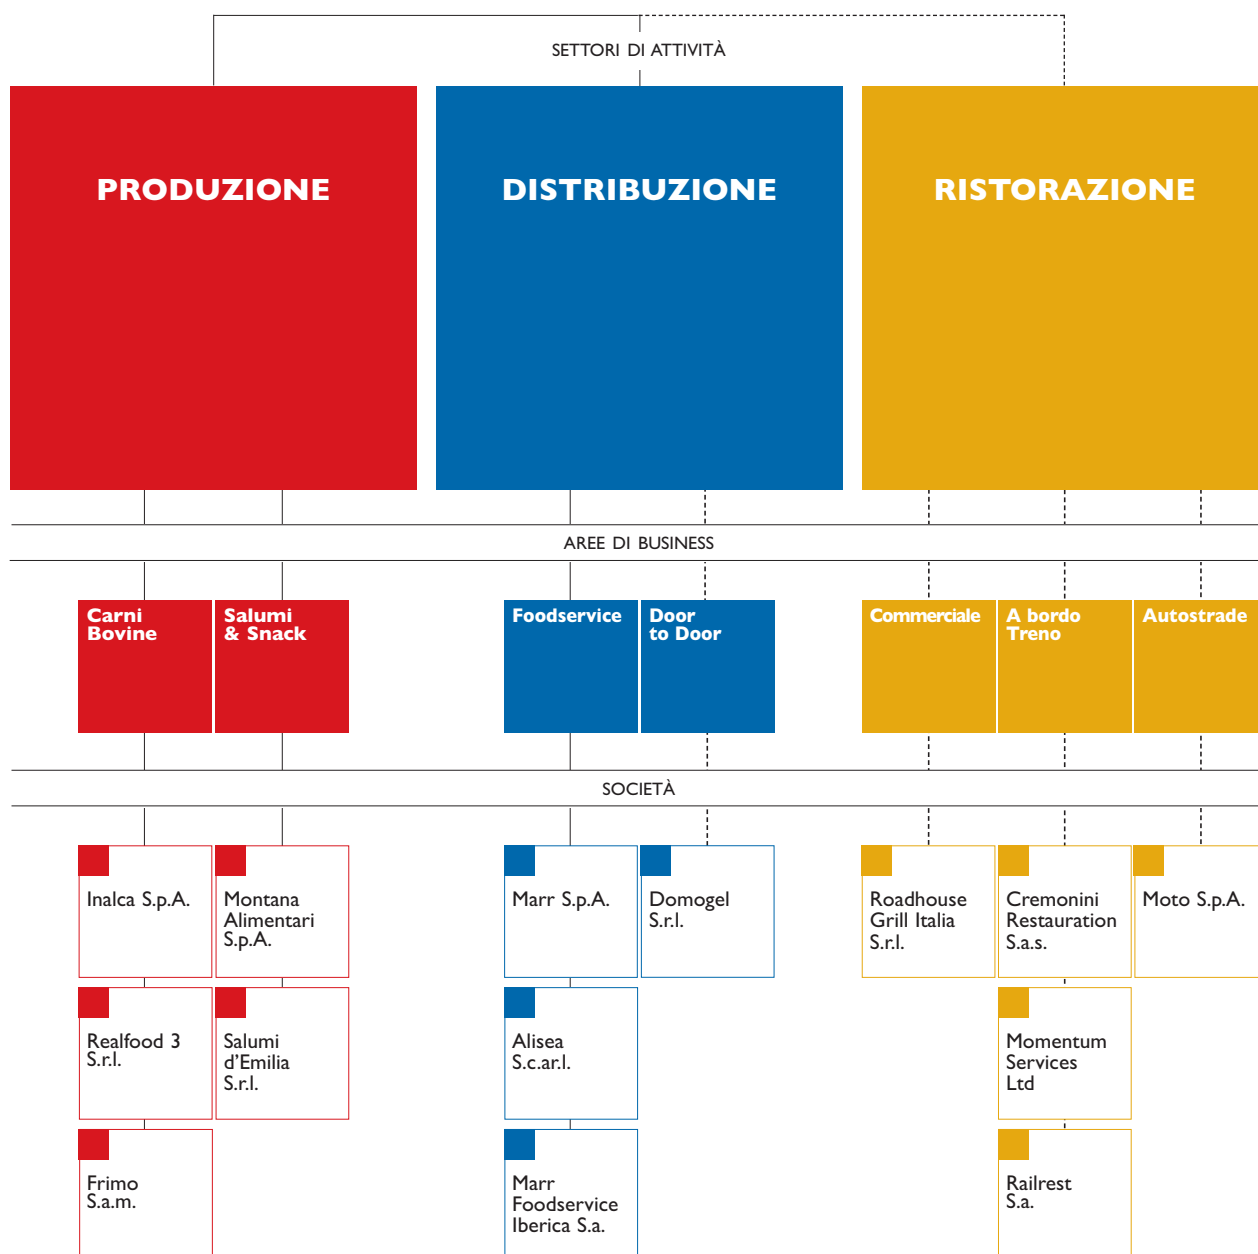 SETTORI DI ATTIVITÀ
PRODUZIONE
DISTRIBUZIONE
RISTORAZIONE
AREE DI BUSINESS
Carni
Bovine
Salumi
& Snack
Foodservice
Door
to Door
Commerciale
A bordo
Treno
Autostrade
SOCIETÀ
Inalca S.p.A.
Montana
Alimentari
S.p.A.
Marr S.p.A.
Domogel
S.r.l.
Roadhouse
Grill Italia
S.r.l.
Cremonini
Restauration
S.a.s.
Moto S.p.A.
Realfood 3
S.r.l.
Salumi
d'Emilia
S.r.l.
Alisea
S.c.ar.l.
Momentum
Services
Ltd
Frimo
S.a.m.
Marr
Foodservice
Iberica S.a.
Railrest
S.a.